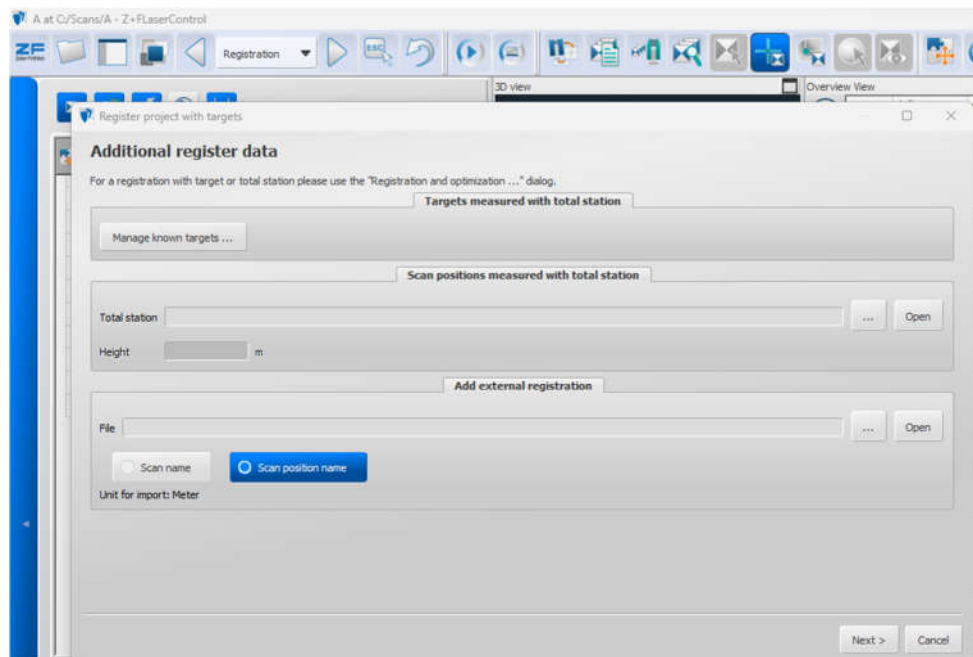 A at C:/Scans/A - Z+FLaserControl
ZF
Registration
ESC
3D view
Overview View
Register project with targets
Additional register data
For a registration with target or total station please use the "Registration and optimization ..." dialog.
Targets measured with total station
Manage known targets ...
Scan positions measured with total station
Total station
...
Open
Height
m
Add external registration
File
...
Open
Scan name
Scan position name
Unit for import: Meter
Next >
Cancel